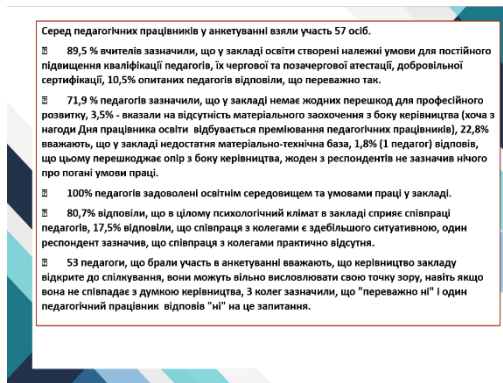 Серед педагогічних працівників у анкетуванні взяли участь 57 осіб.
89,5 % вчителів зазначили, що у закладі освіти створені належні умови для постійного
підвищення кваліфікації педагогів, їх чергової та позачергової атестації, добровільної
сертифікації, 10,5% опитаних педагогів відповіли, що переважно так.
71,9 % педагогів зазначили, що у закладі немає жодних перешкод для професійного
розвитку, 3,5% - вказали на відсутність матеріального заохочення з боку керівництва (хоча з
нагоди Дня працівника освіти відбувається преміювання педагогічних працівників), 22,8%
вважають, що у закладі недостатня матеріально-технічна база, 1,8% (1 педагог) відповів,
що цьому перешкоджає опір з боку керівництва, жоден з респондентів не зазначив нічого
про погані умови праці.
100% педагогів задоволені освітнім середовищем та умовами праці у закладі.
80,7% відповіли, що в цілому психологічний клімат в закладі сприяє співпраці
педагогів, 17,5% відповіли, що співпраця з колегами є здебільшого ситуативною, один
респондент зазначив, що співпраця з колегами практично відсутня.
53 педагоги, що брали участь в анкетуванні вважають, що керівництво закладу
відкрите до спілкування, вони можуть вільно висловлювати свою точку зору, навіть якщо
вона не співпадає з думкою керівництва, 3 колег зазначили, що "переважно ні" і один
педагогічний працівник відповів "ні" на це запитання.